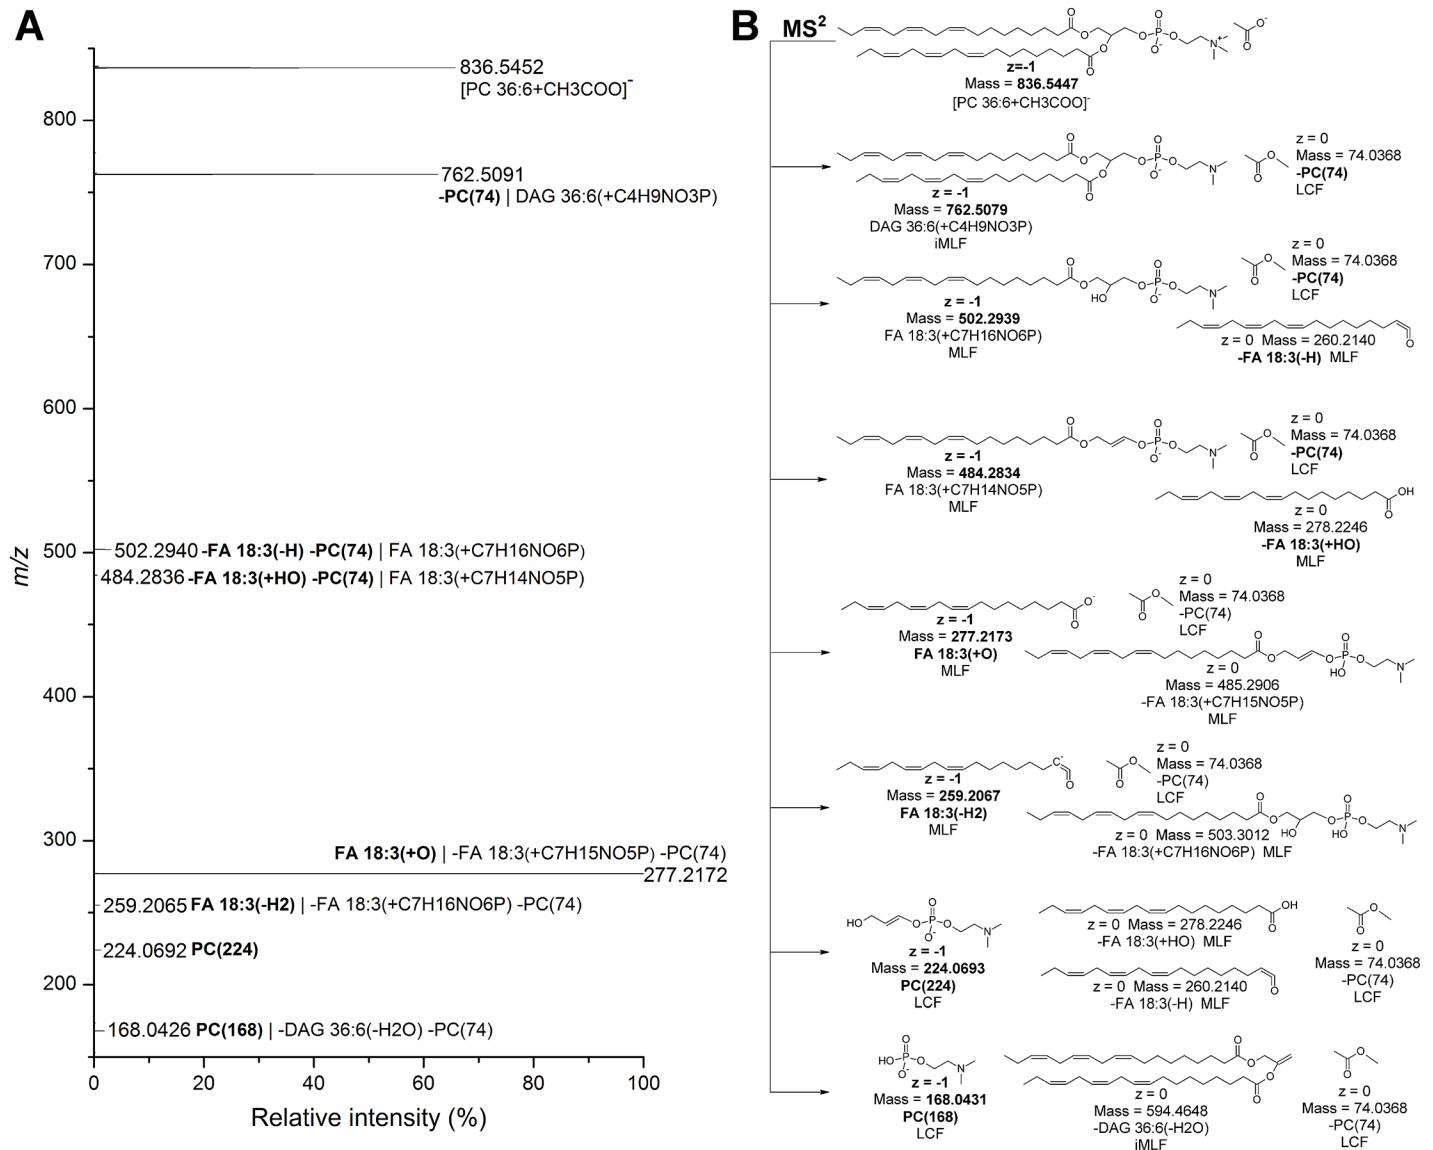 A
836.5452
[PC 36:6+CH3COO]-
800
762.5091
-PC(74) | DAG 36:6(+C4H9NO3P)
700
600
m/z
500
502.2940 -FA 18:3(-H) -PC(74) | FA 18:3(+C7H16NO6P)
484.2836 -FA 18:3(+HO) -PC(74) | FA 18:3(+C7H14NO5P)
400
300
FA 18:3(+O) | -FA 18:3(+C7H15NO5P) -PC(74)
277.2172
259.2065 FA 18:3(-H2) | -FA 18:3(+C7H16NO6P) -PC(74)
224.0692 PC(224)
200
168.0426 PC(168) | -DAG 36:6(-H2O) -PC(74)
0 20 40 60 80 100
Relative intensity (%)
B
MS2
O O O O P O O- O O N+ O O-
z=-1
Mass = 836.5447
[PC 36:6+CH3COO]-
O O O O P O O- O O N
z = -1
Mass = 762.5079
DAG 36:6(+C4H9NO3P)
iMLF
O O
z = 0
Mass = 74.0368
-PC(74)
LCF
O O HO O P O O- O N
z = -1
Mass = 502.2939
FA 18:3(+C7H16NO6P)
MLF
O O
z = 0
Mass = 74.0368
-PC(74)
LCF
O
z = 0 Mass = 260.2140
-FA 18:3(-H) MLF
O O O P O O- O N
z = -1
Mass = 484.2834
FA 18:3(+C7H14NO5P)
MLF
O O
z = 0
Mass = 74.0368
-PC(74)
LCF
OH
O
z = 0
Mass = 278.2246
-FA 18:3(+HO)
MLF
O-
O
z = -1
Mass = 277.2173
FA 18:3(+O)
MLF
O O
z = 0
Mass = 74.0368
-PC(74)
LCF
O O O P O HO O N
z = 0
Mass = 485.2906
-FA 18:3(+C7H15NO5P)
MLF
C-
O
z = -1
Mass = 259.2067
FA 18:3(-H2)
MLF
O O
z = 0
Mass = 74.0368
-PC(74)
LCF
O O HO O P O HO O N
z = 0 Mass = 503.3012
-FA 18:3(+C7H16NO6P) MLF
HO O P O O- O N
z = -1
Mass = 224.0693
PC(224)
LCF
OH
O
z = 0 Mass = 278.2246
-FA 18:3(+HO) MLF
O
z = 0 Mass = 260.2140
-FA 18:3(-H) MLF
O O
z = 0
Mass = 74.0368
-PC(74)
LCF
HO P O O- O N
z = -1
Mass = 168.0431
PC(168)
LCF
O O O O
z = 0
Mass = 594.4648
-DAG 36:6(-H2O)
iMLF
O O
z = 0
Mass = 74.0368
-PC(74)
LCF